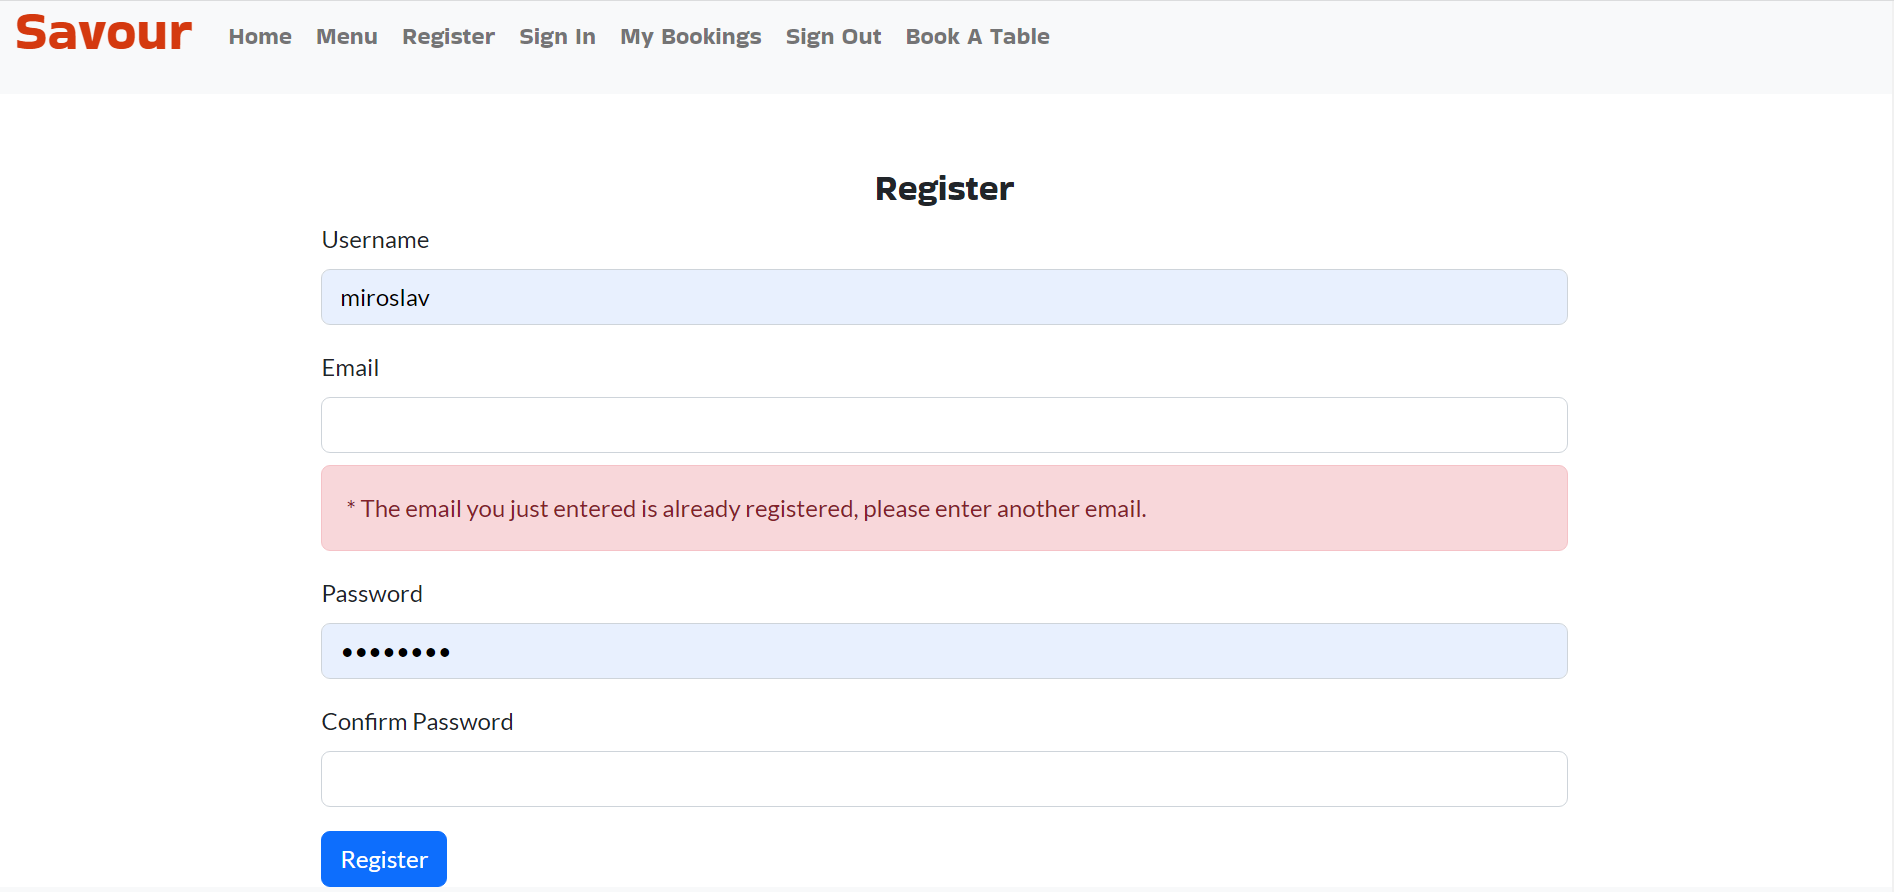 Savour Home Menu Register Sign In My Bookings Sign Out Book A Table
Register
Username
miroslav
Email
* The email you just entered is already registered, please enter another email.
Password
••••••••
Confirm Password
Register